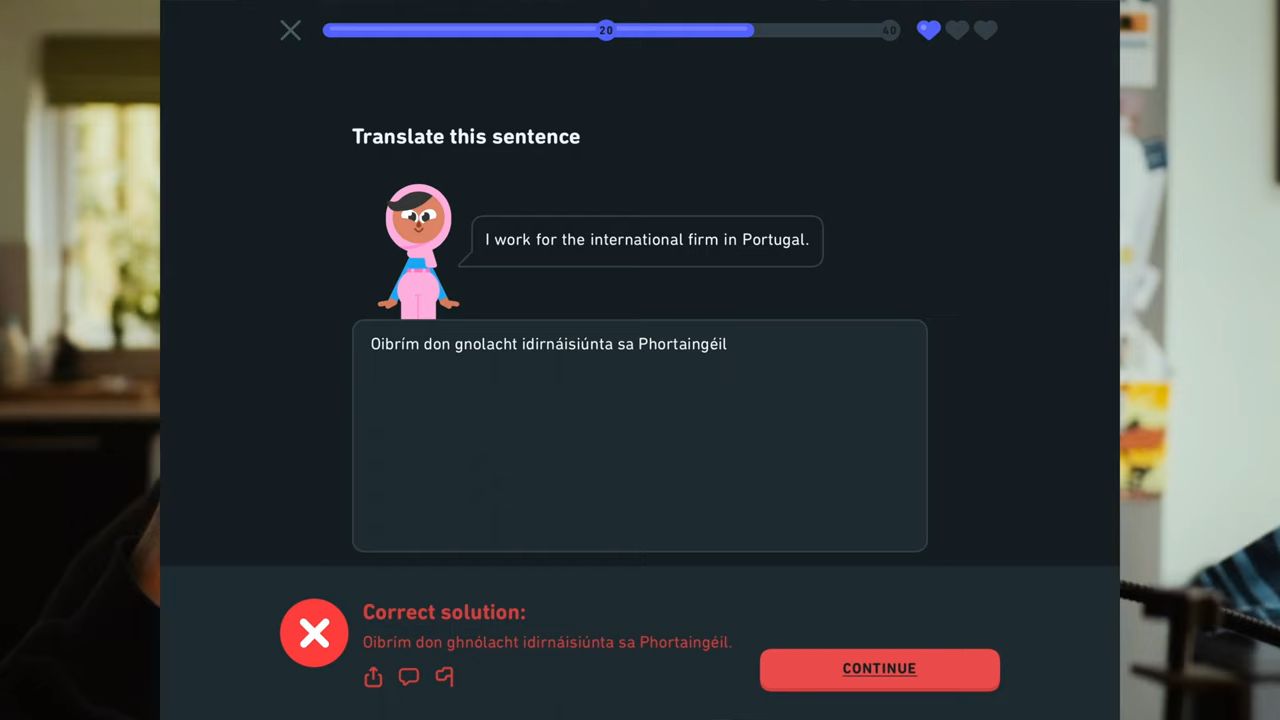 20
40
Translate this sentence
I work for the international firm in Portugal.
Oibrím don gnolacht idirnáisiúnta sa Phortaingéil
Correct solution:
Oibrím don ghnólacht idirnáisiúnta sa Phortaingéil.
CONTINUE